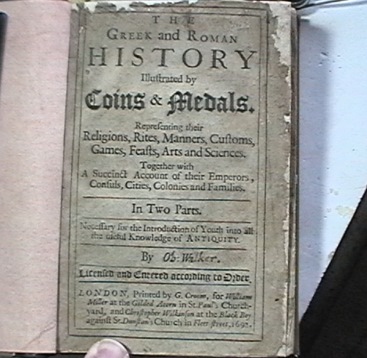 THE
GREEK and ROMAN
HISTORY
Illustrated by
Coins & Medals.
Representing their
Religions, Rites, Manners, Customs,
Games, Feasts, Arts and Sciences.
Together with
A Succinct Account of their Emperors,
Consuls, Cities, Colonies and Families.
In Two Parts.
Necessary for the Introduction of Youth into all
the useful Knowledge of ANTIQUITY.
By Ob. Walker.
Licensed and Entered according to Order
LONDON, Printed by G. Croom, for William
Miller at the Gilded Acorn in St. Paul's Church-
yard, and Christopher Wilkinson at the Black Boy
against St. Dunstan's Church in Fleet street, 1692.